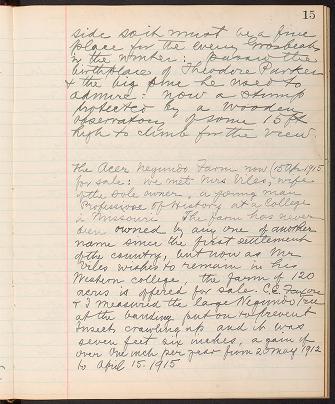 15
side so it must be a fine
place for the evening Grosbeak
in the winter. Passed the
birthplace of Theodore Parker
& the big pine he used to
admire - now a stump
protected by a wooden
observatory of some 15 ft
high to climb for the view.
The Acer Negundo Farm now (15 Apr. 1915
for sale: we met Mrs Viles, wife
of the sole owner, a young man
Professor of History at a College
in Missouri. The farm has never
been owned by any one of another
name since the first settlement
of the country, but now as Mr
Viles wishes to remain in his
Western college, the farm of 120
acres is offered for sale. C.E. Faxon
& I measured the large Negundo tree
at the banding put on to prevent
insects crawling up and it was
seven feet six inches, a gain of
over one inch per year from 20 May 1912
to April 15. 1915